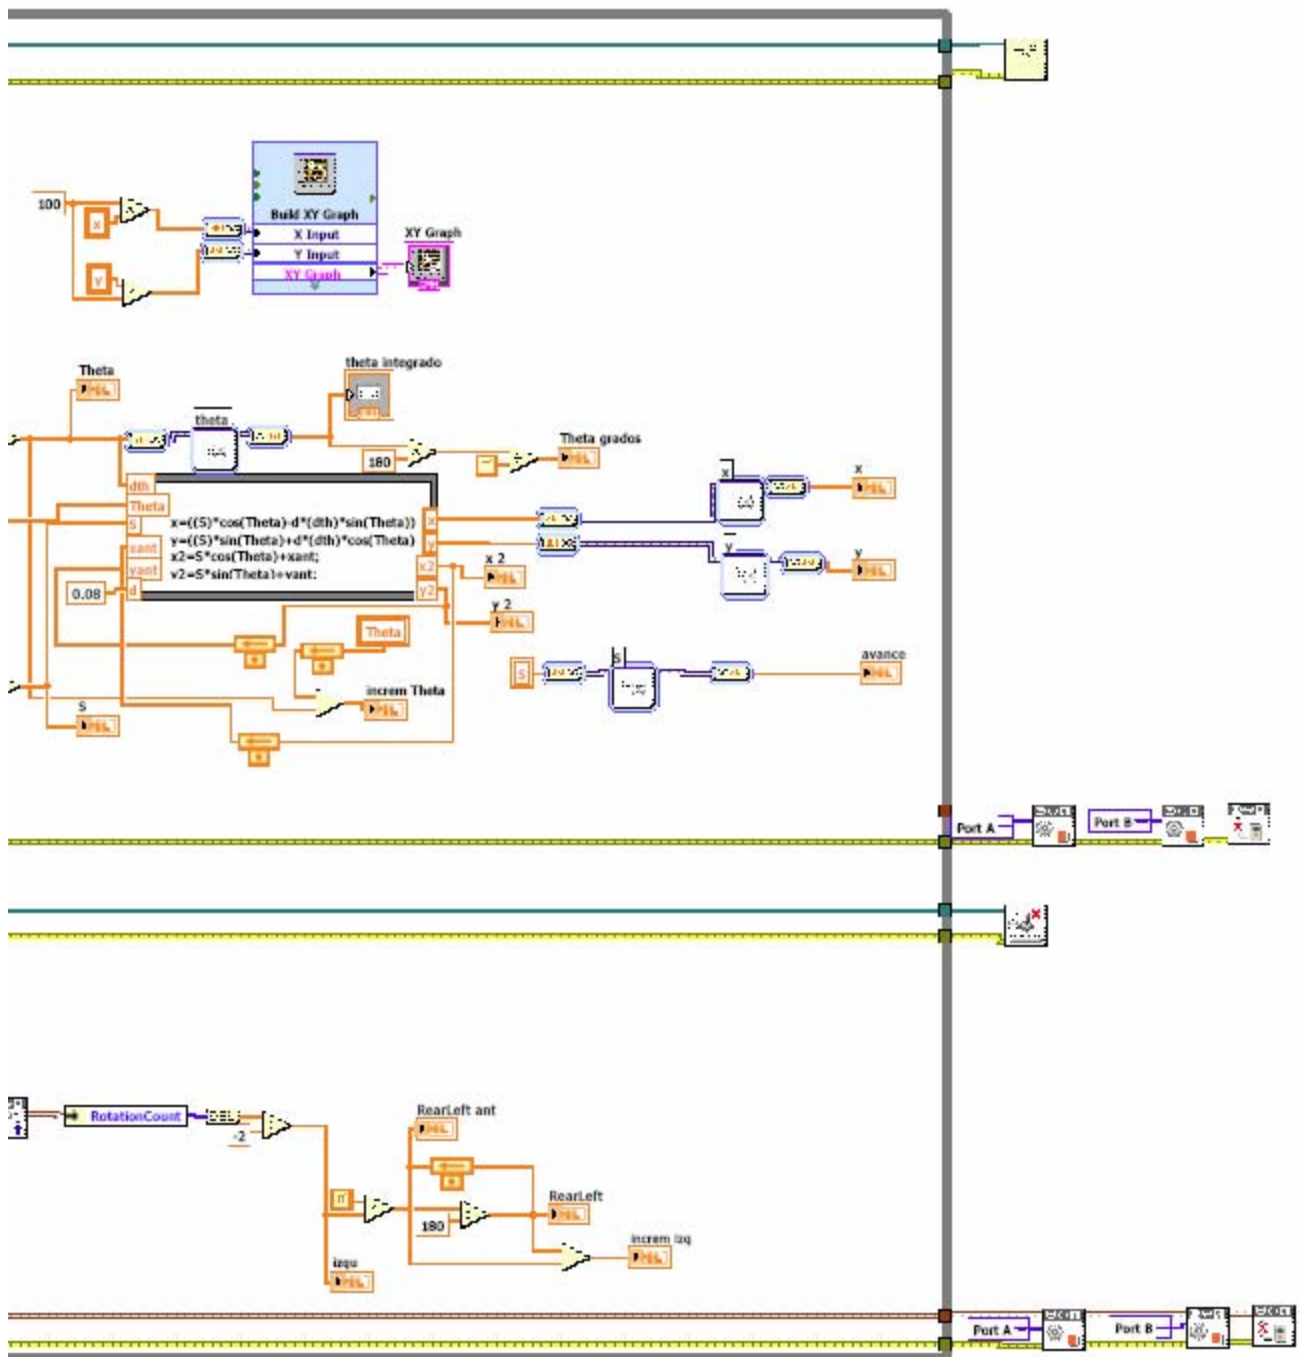 100
x
y
Build XY Graph
X Input
Y Input
XY Graph
XY Graph
Theta
theta integrado
theta
Theta grados
180
dth
Theta
S
xant
yant
d
0.08
x=((S)*cos(Theta)-d*(dth)*sin(Theta))
y=((S)*sin(Theta)+d*(dth)*cos(Theta)
x2=S*cos(Theta)+xant;
y2=S*sin(Theta)+yant;
x
y
x2
y2
x 2
y 2
x
x
y
y
Theta
increm Theta
S
S
S
avance
Port A
Port B
RotationCount
-2
RearLeft ant
180
RearLeft
increm izq
izqu
Port A
Port B